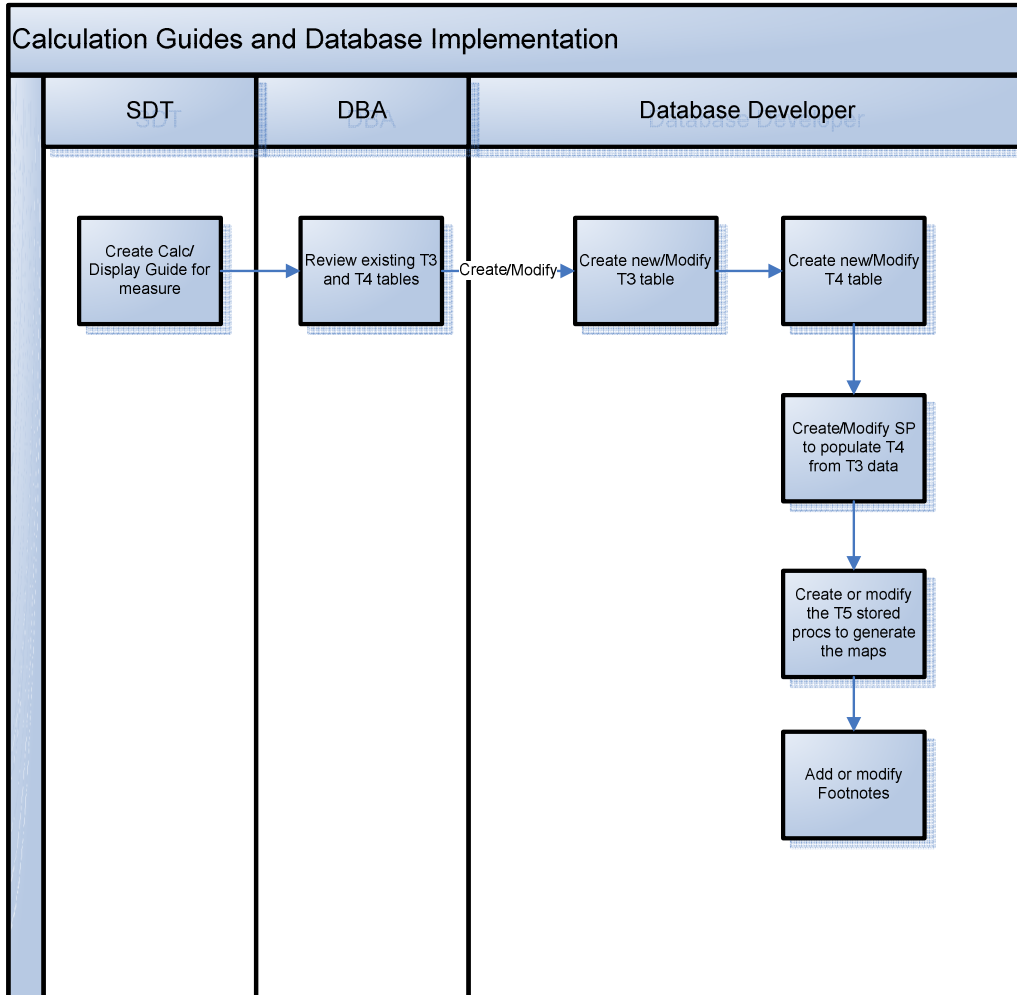 Calculation Guides and Database Implementation
SDT
DBA
Database Developer
Create Calc/
Display Guide for
measure
Review existing T3
and T4 tables
Create/Modify
Create new/Modify
T3 table
Create new/Modify
T4 table
Create/Modify SP
to populate T4
from T3 data
Create or modify
the T5 stored
procs to generate
the maps
Add or modify
Footnotes